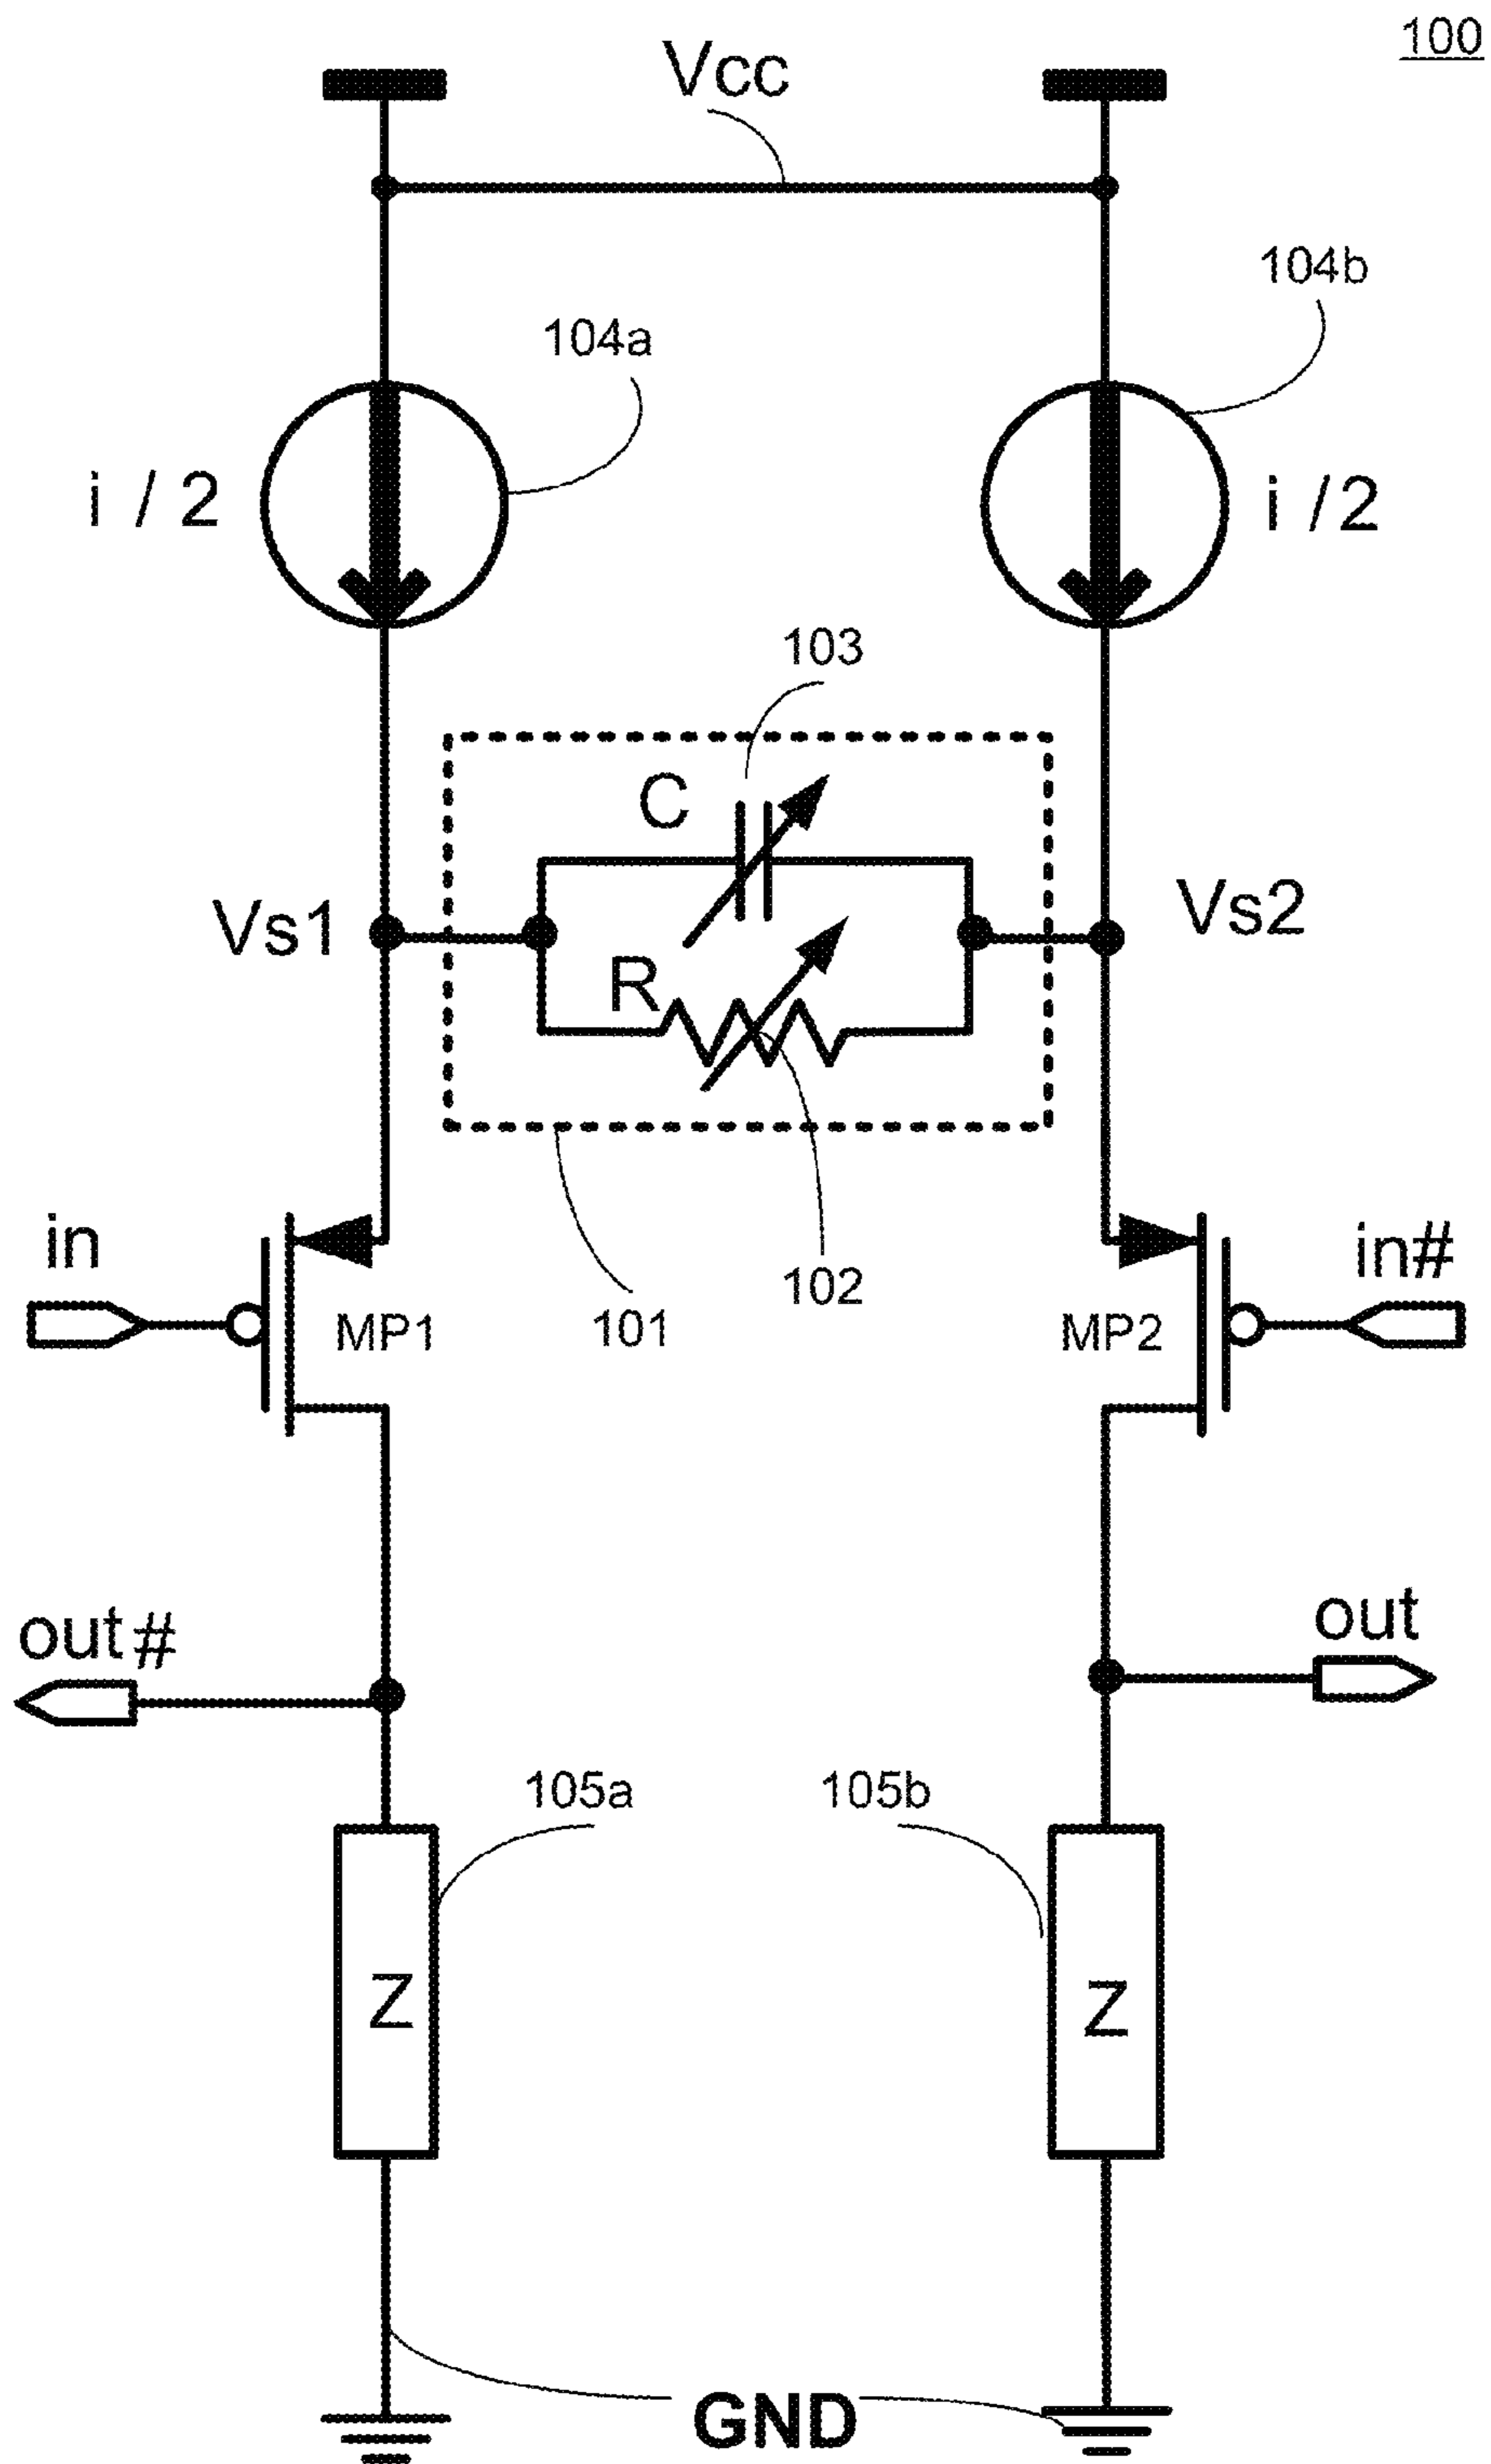 100
Vcc
104b
104a
i / 2
i / 2
103
C
Vs1
Vs2
R
in
in#
102
101
MP1
MP2
out#
out
105a
105b
Z
Z
GND